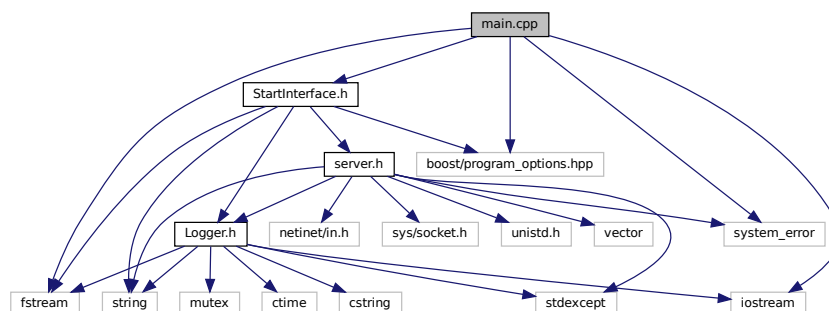 main.cpp
StartInterface.h
server.h
boost/program_options.hpp
Logger.h
netinet/in.h
sys/socket.h
unistd.h
vector
system_error
fstream
string
mutex
ctime
cstring
stdexcept
iostream